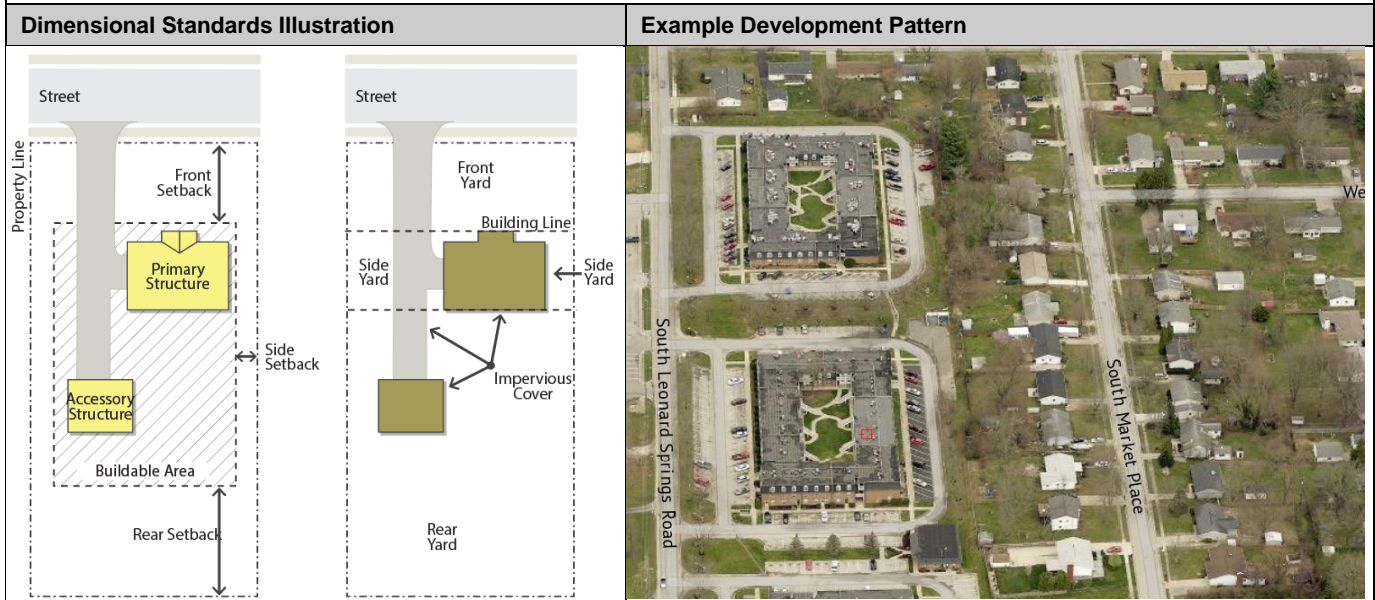 Dimensional Standards Illustration
Example Development Pattern
Street
Property Line
Front
Setback
Primary
Structure
Side
Setback
Accessory
Structure
Buildable Area
Rear Setback
Street
Front
Yard
Building Line
Side
Yard
Side
Yard
Impervious
Cover
Rear
Yard
South Leonard Springs Road
South Market Place
We